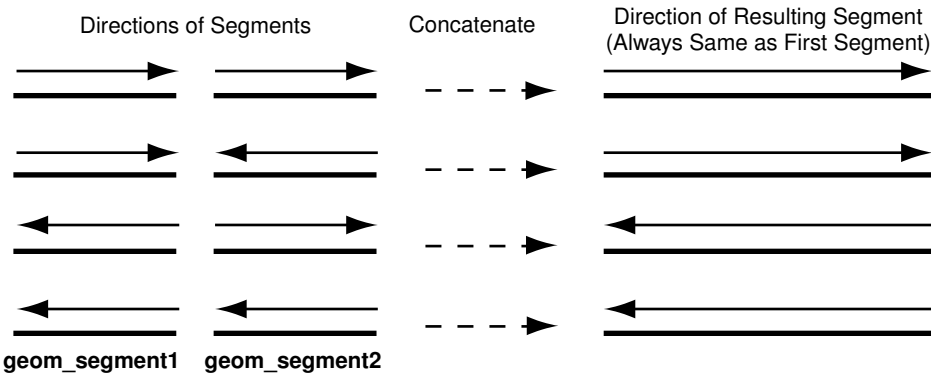 Directions of Segments
Concatenate
Direction of Resulting Segment
(Always Same as First Segment)
geom_segment1
geom_segment2